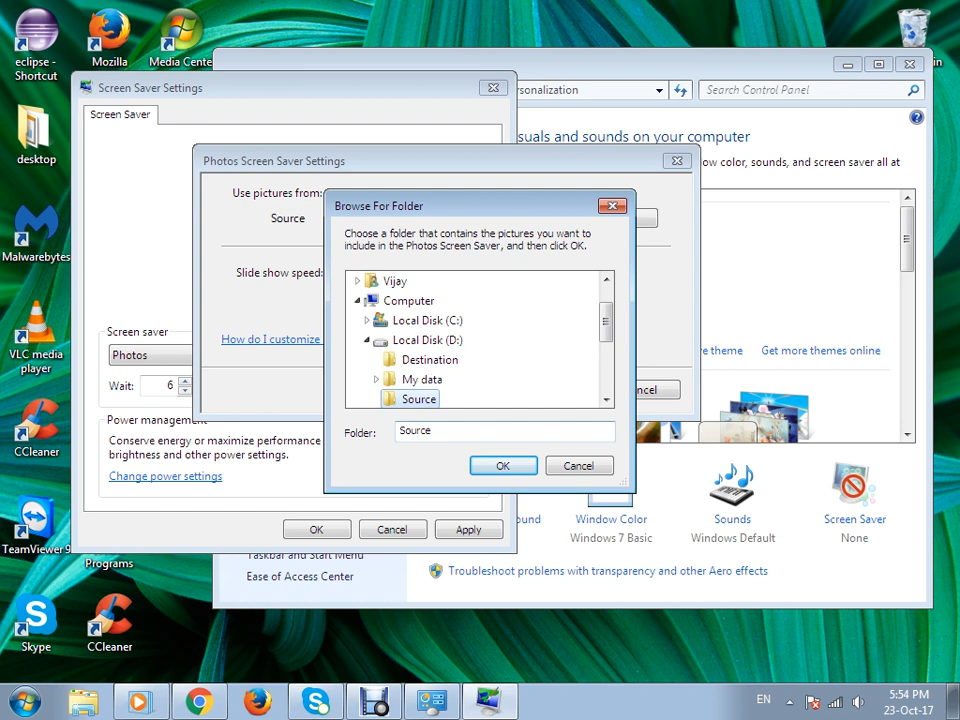 eclipse -
Shortcut
Mozilla
Media Cente
desktop
Malwarebytes
VLC media
player
CCleaner
TeamViewer 9
Programs
Skype
CCleaner
Search Control Panel
rsonalization
suals and sounds on your computer
ow color, sounds, and screen saver all at
e theme
Get more themes online
ound
Window Color
Windows 7 Basic
Sounds
Windows Default
Screen Saver
None
Troubleshoot problems with transparency and other Aero effects
Taskbar and Start Menu
Ease of Access Center
Screen Saver Settings
Screen Saver
Screen saver
Photos
Wait:
6
Power management
Conserve energy or maximize performance
brightness and other power settings.
Change power settings
OK
Cancel
Apply
Photos Screen Saver Settings
Use pictures from:
Source
Slide show speed:
How do I customize
ncel
Browse For Folder
Choose a folder that contains the pictures you want to
include in the Photos Screen Saver, and then click OK.
Vijay
Computer
Local Disk (C:)
Local Disk (D:)
Destination
My data
Source
Folder:
Source
OK
Cancel
EN
5:54 PM
23-Oct-17